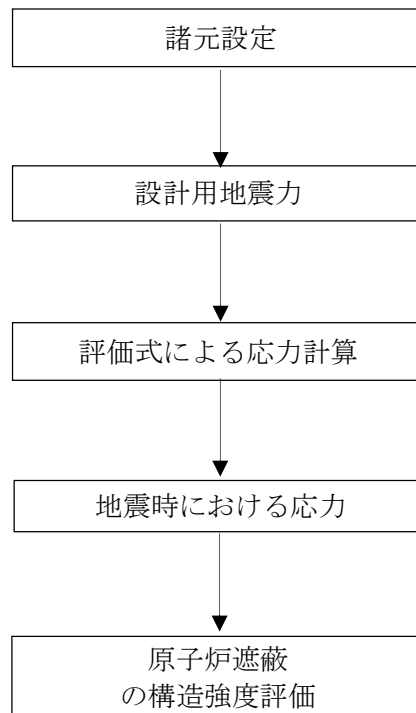 諸元設定
設計用地震力
評価式による応力計算
地震時における応力
原子炉遮蔽
の構造強度評価